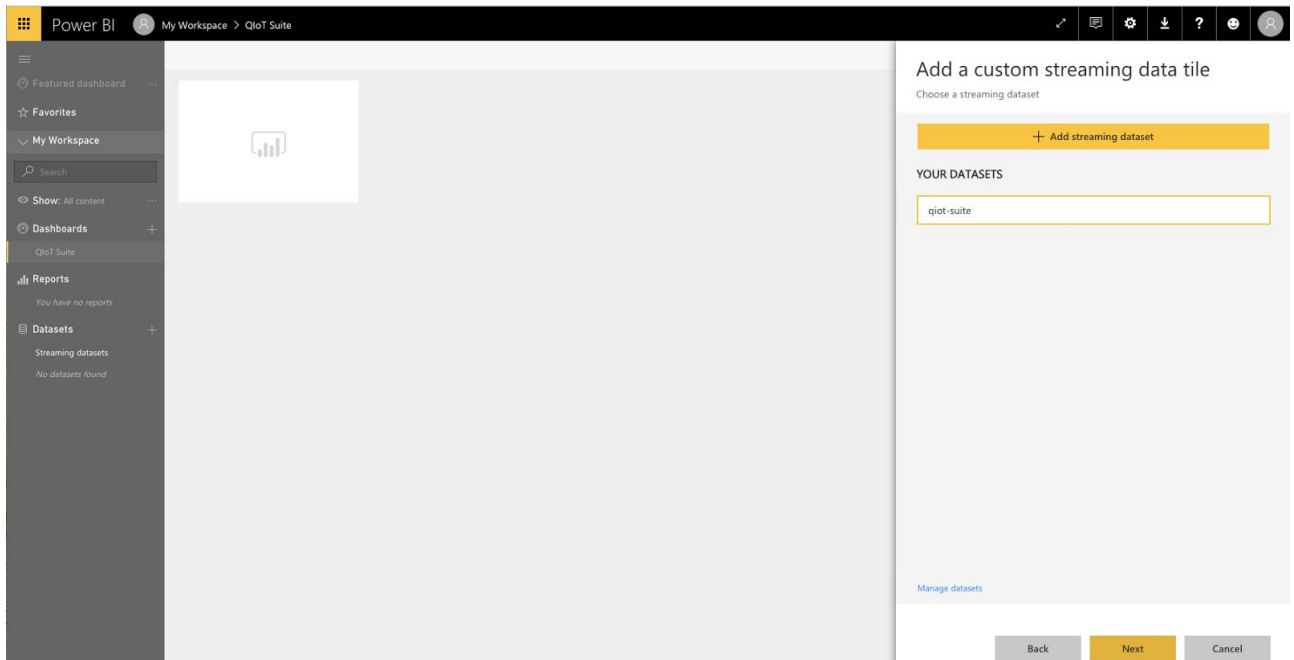 Power BI My Workspace > QIoT Suite ?
Featured dashboard ...
Favorites
My Workspace
Search
Show: All content ...
Dashboards +
QIoT Suite
Reports
You have no reports
Datasets +
Streaming datasets
No datasets found
Add a custom streaming data tile
Choose a streaming dataset
+ Add streaming dataset
YOUR DATASETS
qiot-suite
Manage datasets
Back Next Cancel